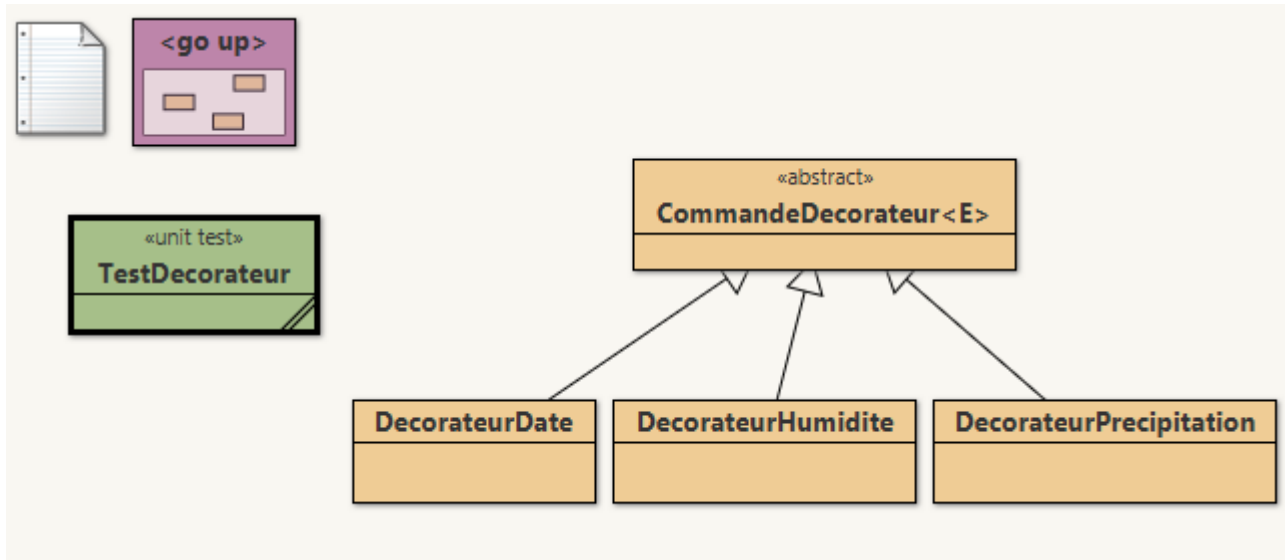 <go up>
«abstract»
CommandeDecorateur<E>
«unit test»
TestDecorateur
DecorateurDate
DecorateurHumidite
DecorateurPrecipitation